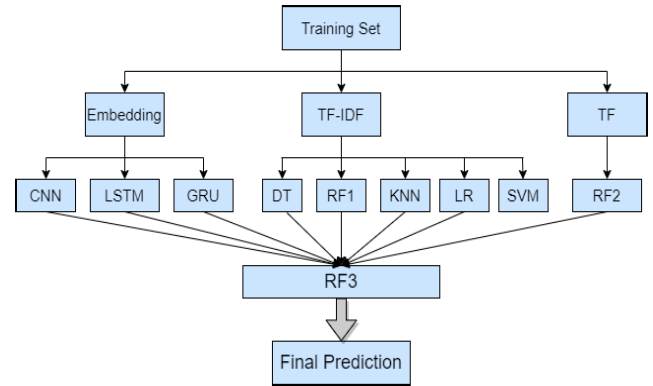 Training Set
Embedding
TF-IDF
TF
CNN
LSTM
GRU
DT
RF1
KNN
LR
SVM
RF2
RF3
Final Prediction